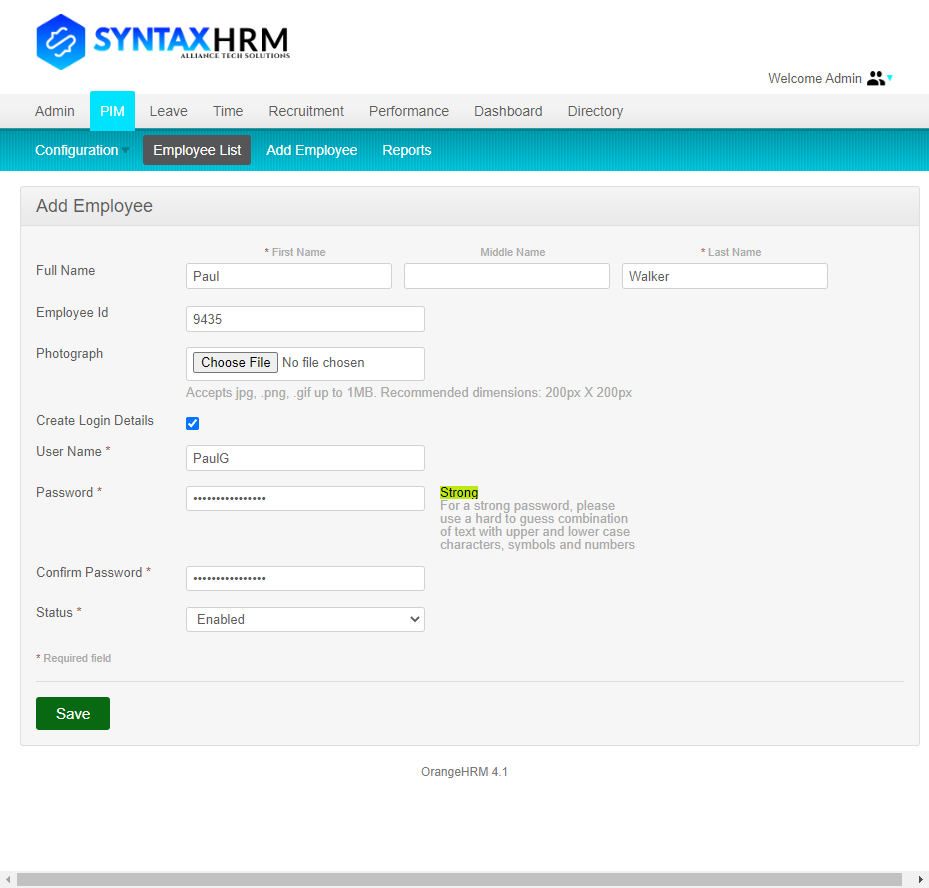 SYNTAXHRM
ALLIANCE TECH SOLUTIONS
Welcome Admin
Admin PIM Leave Time Recruitment Performance Dashboard Directory
Configuration Employee List Add Employee Reports
Add Employee
* First Name Middle Name * Last Name
Full Name Paul Walker
Employee Id 9435
Photograph Choose File No file chosen
Accepts jpg, .png, .gif up to 1MB. Recommended dimensions: 200px X 200px
Create Login Details
User Name * PaulG
Password * •••••••••••••••• Strong
For a strong password, please
use a hard to guess combination
of text with upper and lower case
characters, symbols and numbers
Confirm Password * ••••••••••••••••
Status * Enabled
* Required field
Save
OrangeHRM 4.1